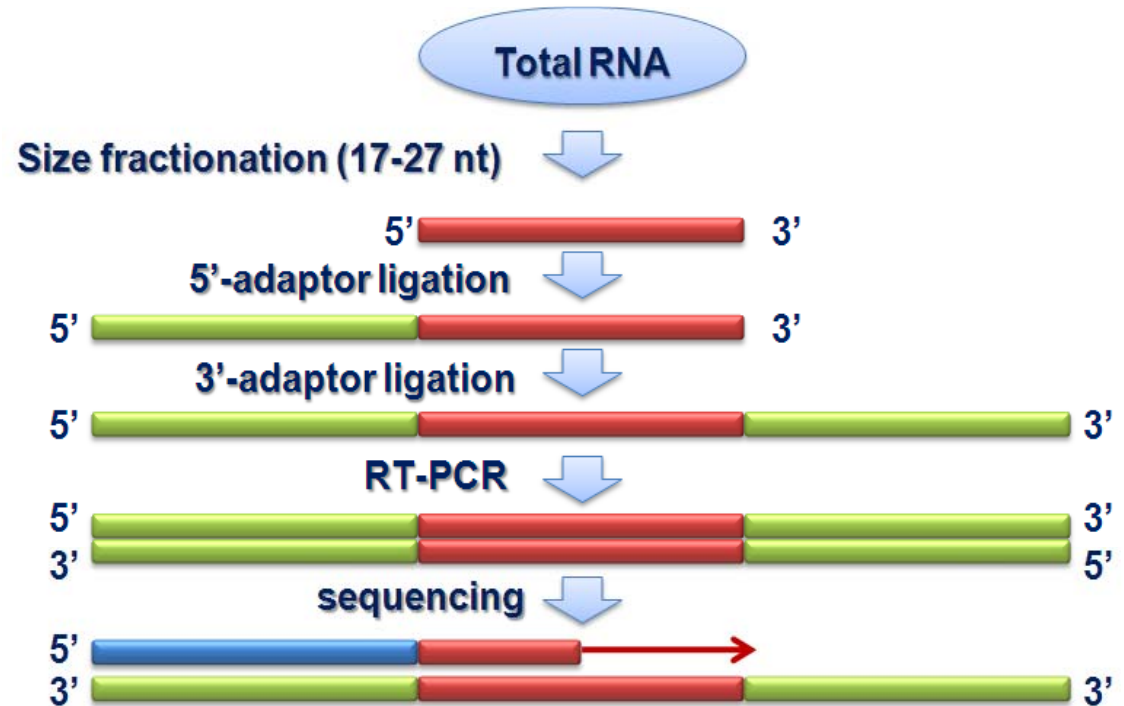 Total RNA
Size fractionation (17-27 nt)
5’ 3’
5’-adaptor ligation
5’ 3’
3’-adaptor ligation
5’ 3’
RT-PCR
5’ 3’
3’ 5’
sequencing
5’
3’ 3’